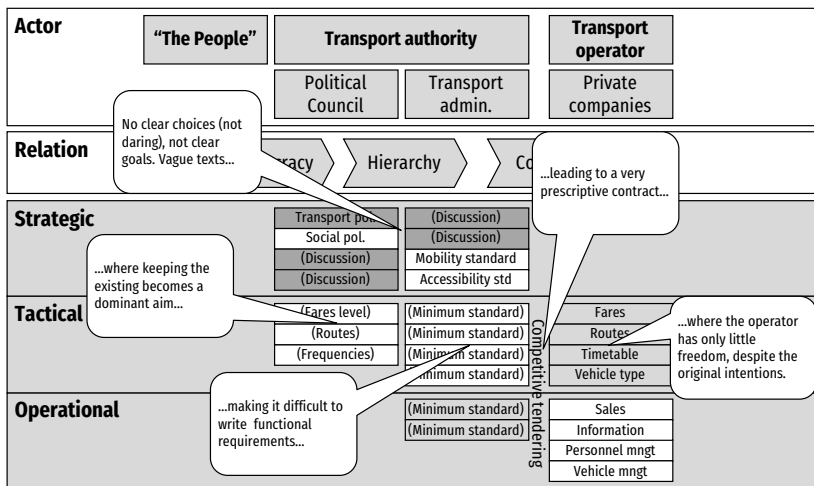 Actor
“The People”
Transport authority
Transport
operator
Political
Council
Transport
admin.
Private
companies
No clear choices (not
daring), not clear
goals. Vague texts…
Relation
Hierarchy
…leading to a very
prescriptive contract…
Strategic
Transport
Social pol.
(Discussion)
(Discussion)
(Discussion)
(Discussion)
Mobility standard
Accessibility std
…where keeping the
existing becomes a
dominant aim…
Tactical
(Fares level)
(Routes)
(Frequencies)
(Minimum standard)
(Minimum standard)
(Minimum standard)
(Minimum standard)
Competitive tendering
Fares
Routes
Timetable
Vehicle type
…where the operator
has only little
freedom, despite the
original intentions.
…making it difficult to
write functional
requirements…
Operational
(Minimum standard)
(Minimum standard)
Sales
Information
Personnel mngt
Vehicle mngt